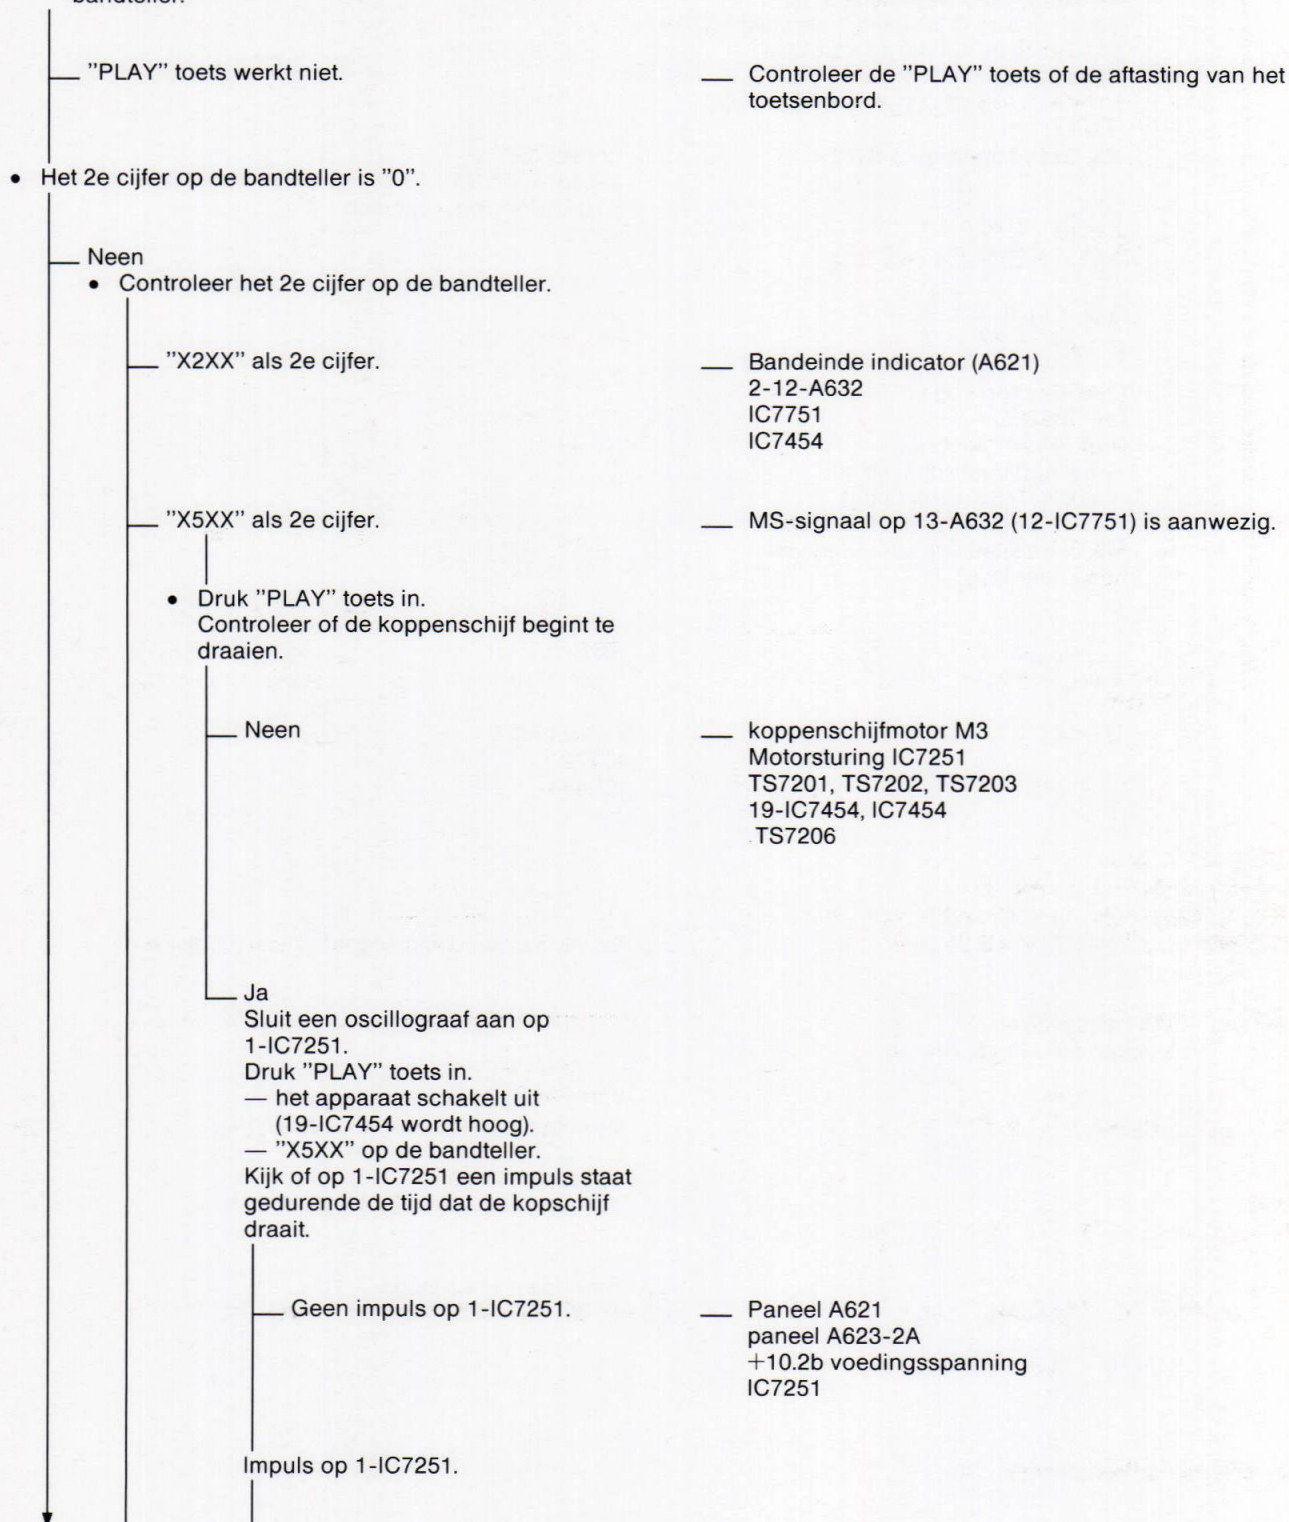 bandteller.
"PLAY" toets werkt niet.
Controleer de "PLAY" toets of de aftasting van het
toetsenbord.
• Het 2e cijfer op de bandteller is "0".
Neen
• Controleer het 2e cijfer op de bandteller.
"X2XX" als 2e cijfer.
Bandeinde indicator (A621)
2-12-A632
IC7751
IC7454
"X5XX" als 2e cijfer.
MS-signaal op 13-A632 (12-IC7751) is aanwezig.
• Druk "PLAY" toets in.
Controleer of de koppenschijf begint te
draaien.
Neen
koppenschijfmotor M3
Motorsturing IC7251
TS7201, TS7202, TS7203
19-IC7454, IC7454
TS7206
Ja
Sluit een oscillograaf aan op
1-IC7251.
Druk "PLAY" toets in.
— het apparaat schakelt uit
(19-IC7454 wordt hoog).
— "X5XX" op de bandteller.
Kijk of op 1-IC7251 een impuls staat
gedurende de tijd dat de kopschijf
draait.
Geen impuls op 1-IC7251.
Paneel A621
paneel A623-2A
+10.2b voedingsspanning
IC7251
Impuls op 1-IC7251.